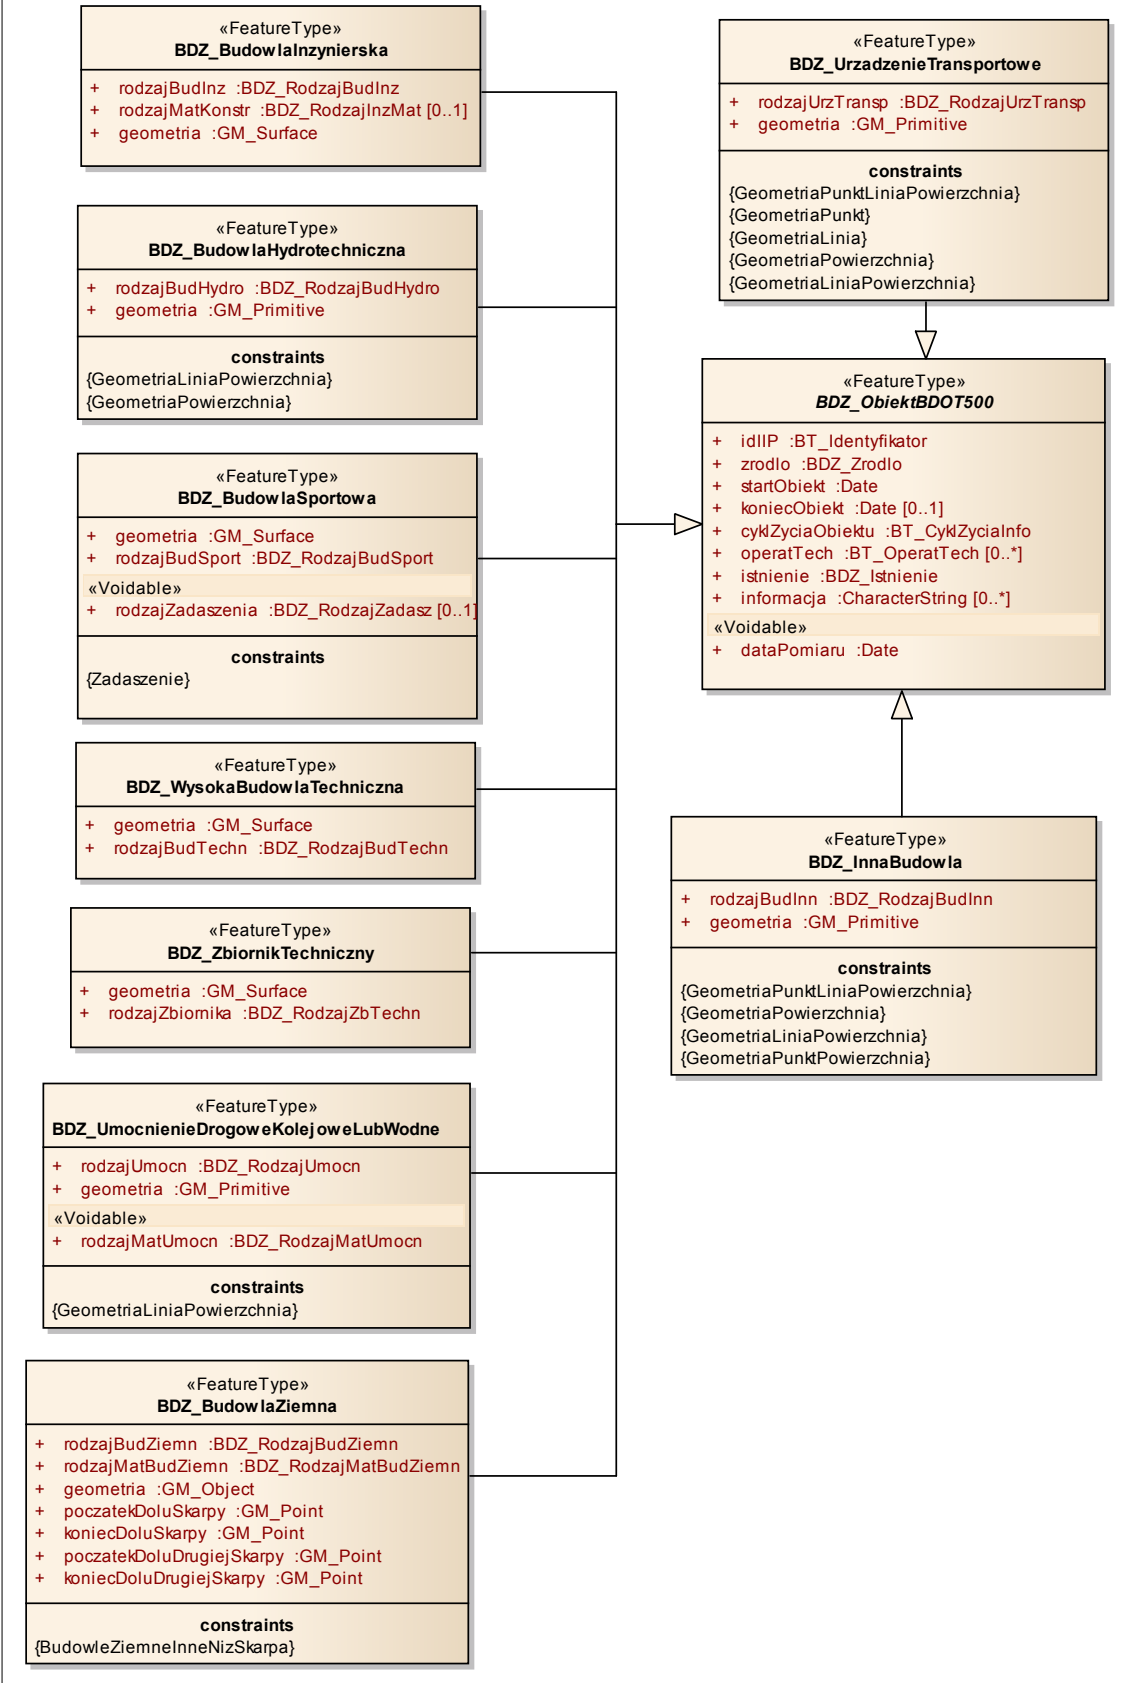 «FeatureType»
BDZ_BudowlaInzynierska
+ rodzajBudInz :BDZ_RodzajBudInz
+ rodzajMatKonstr :BDZ_RodzajInzMat [0..1]
+ geometria :GM_Surface
«FeatureType»
BDZ_BudowlaHydrotechniczna
+ rodzajBudHydro :BDZ_RodzajBudHydro
+ geometria :GM_Primitive
constraints
{GeometriaLiniaPowierzchnia}
{GeometriaPowierzchnia}
«FeatureType»
BDZ_BudowlaSportowa
+ geometria :GM_Surface
+ rodzajBudSport :BDZ_RodzajBudSport
«Voidable»
+ rodzajZadaszenia :BDZ_RodzajZadasz [0..1]
constraints
{Zadaszenie}
«FeatureType»
BDZ_WysokaBudowlaTechniczna
+ geometria :GM_Surface
+ rodzajBudTechn :BDZ_RodzajBudTechn
«FeatureType»
BDZ_ZbiornikTechniczny
+ geometria :GM_Surface
+ rodzajZbiornika :BDZ_RodzajZbTechn
«FeatureType»
BDZ_UmocnienieDrogoweKolejoweLubWodne
+ rodzajUmocn :BDZ_RodzajUmocn
+ geometria :GM_Primitive
«Voidable»
+ rodzajMatUmocn :BDZ_RodzajMatUmocn
constraints
{GeometriaLiniaPowierzchnia}
«FeatureType»
BDZ_BudowlaZiemna
+ rodzajBudZiemn :BDZ_RodzajBudZiemn
+ rodzajMatBudZiemn :BDZ_RodzajMatBudZiemn
+ geometria :GM_Object
+ poczatekDoluSkarpy :GM_Point
+ koniecDoluSkarpy :GM_Point
+ poczatekDoluDrugiejSkarpy :GM_Point
+ koniecDoluDrugiejSkarpy :GM_Point
constraints
{BudowleZiemneInneNizSkarpa}
«FeatureType»
BDZ_UrzadzenieTransportowe
+ rodzajUrzTransp :BDZ_RodzajUrzTransp
+ geometria :GM_Primitive
constraints
{GeometriaPunktLiniaPowierzchnia}
{GeometriaPunkt}
{GeometriaLinia}
{GeometriaPowierzchnia}
{GeometriaLiniaPowierzchnia}
«FeatureType»
BDZ_ObiektBDOT500
+ idIIP :BT_Identyfikator
+ zrodlo :BDZ_Zrodlo
+ startObiekt :Date
+ koniecObiekt :Date [0..1]
+ cyklZyciaObiektu :BT_CyklZyciaInfo
+ operatTech :BT_OperatTech [0..*]
+ istnienie :BDZ_Istnienie
+ informacja :CharacterString [0..*]
«Voidable»
+ dataPomiaru :Date
«FeatureType»
BDZ_InnaBudowla
+ rodzajBudInn :BDZ_RodzajBudInn
+ geometria :GM_Primitive
constraints
{GeometriaPunktLiniaPowierzchnia}
{GeometriaPowierzchnia}
{GeometriaLiniaPowierzchnia}
{GeometriaPunktPowierzchnia}